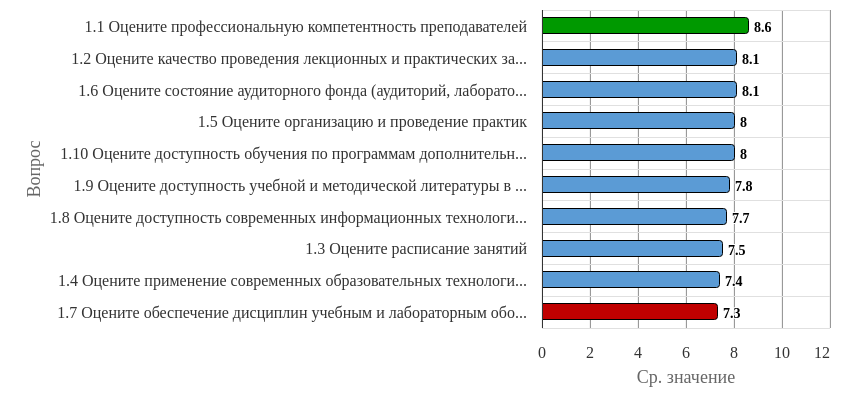 1.1 Оцените профессиональную компетентность преподавателей 8.6
1.2 Оцените качество проведения лекционных и практических за... 8.1
1.6 Оцените состояние аудиторного фонда (аудиторий, лаборато... 8.1
1.5 Оцените организацию и проведение практик 8
1.10 Оцените доступность обучения по программам дополнительн... 8
1.9 Оцените доступность учебной и методической литературы в ... 7.8
1.8 Оцените доступность современных информационных технологи... 7.7
1.3 Оцените расписание занятий 7.5
1.4 Оцените применение современных образовательных технологи... 7.4
1.7 Оцените обеспечение дисциплин учебным и лабораторным обо... 7.3
Вопрос
0 2 4 6 8 10 12
Ср. значение